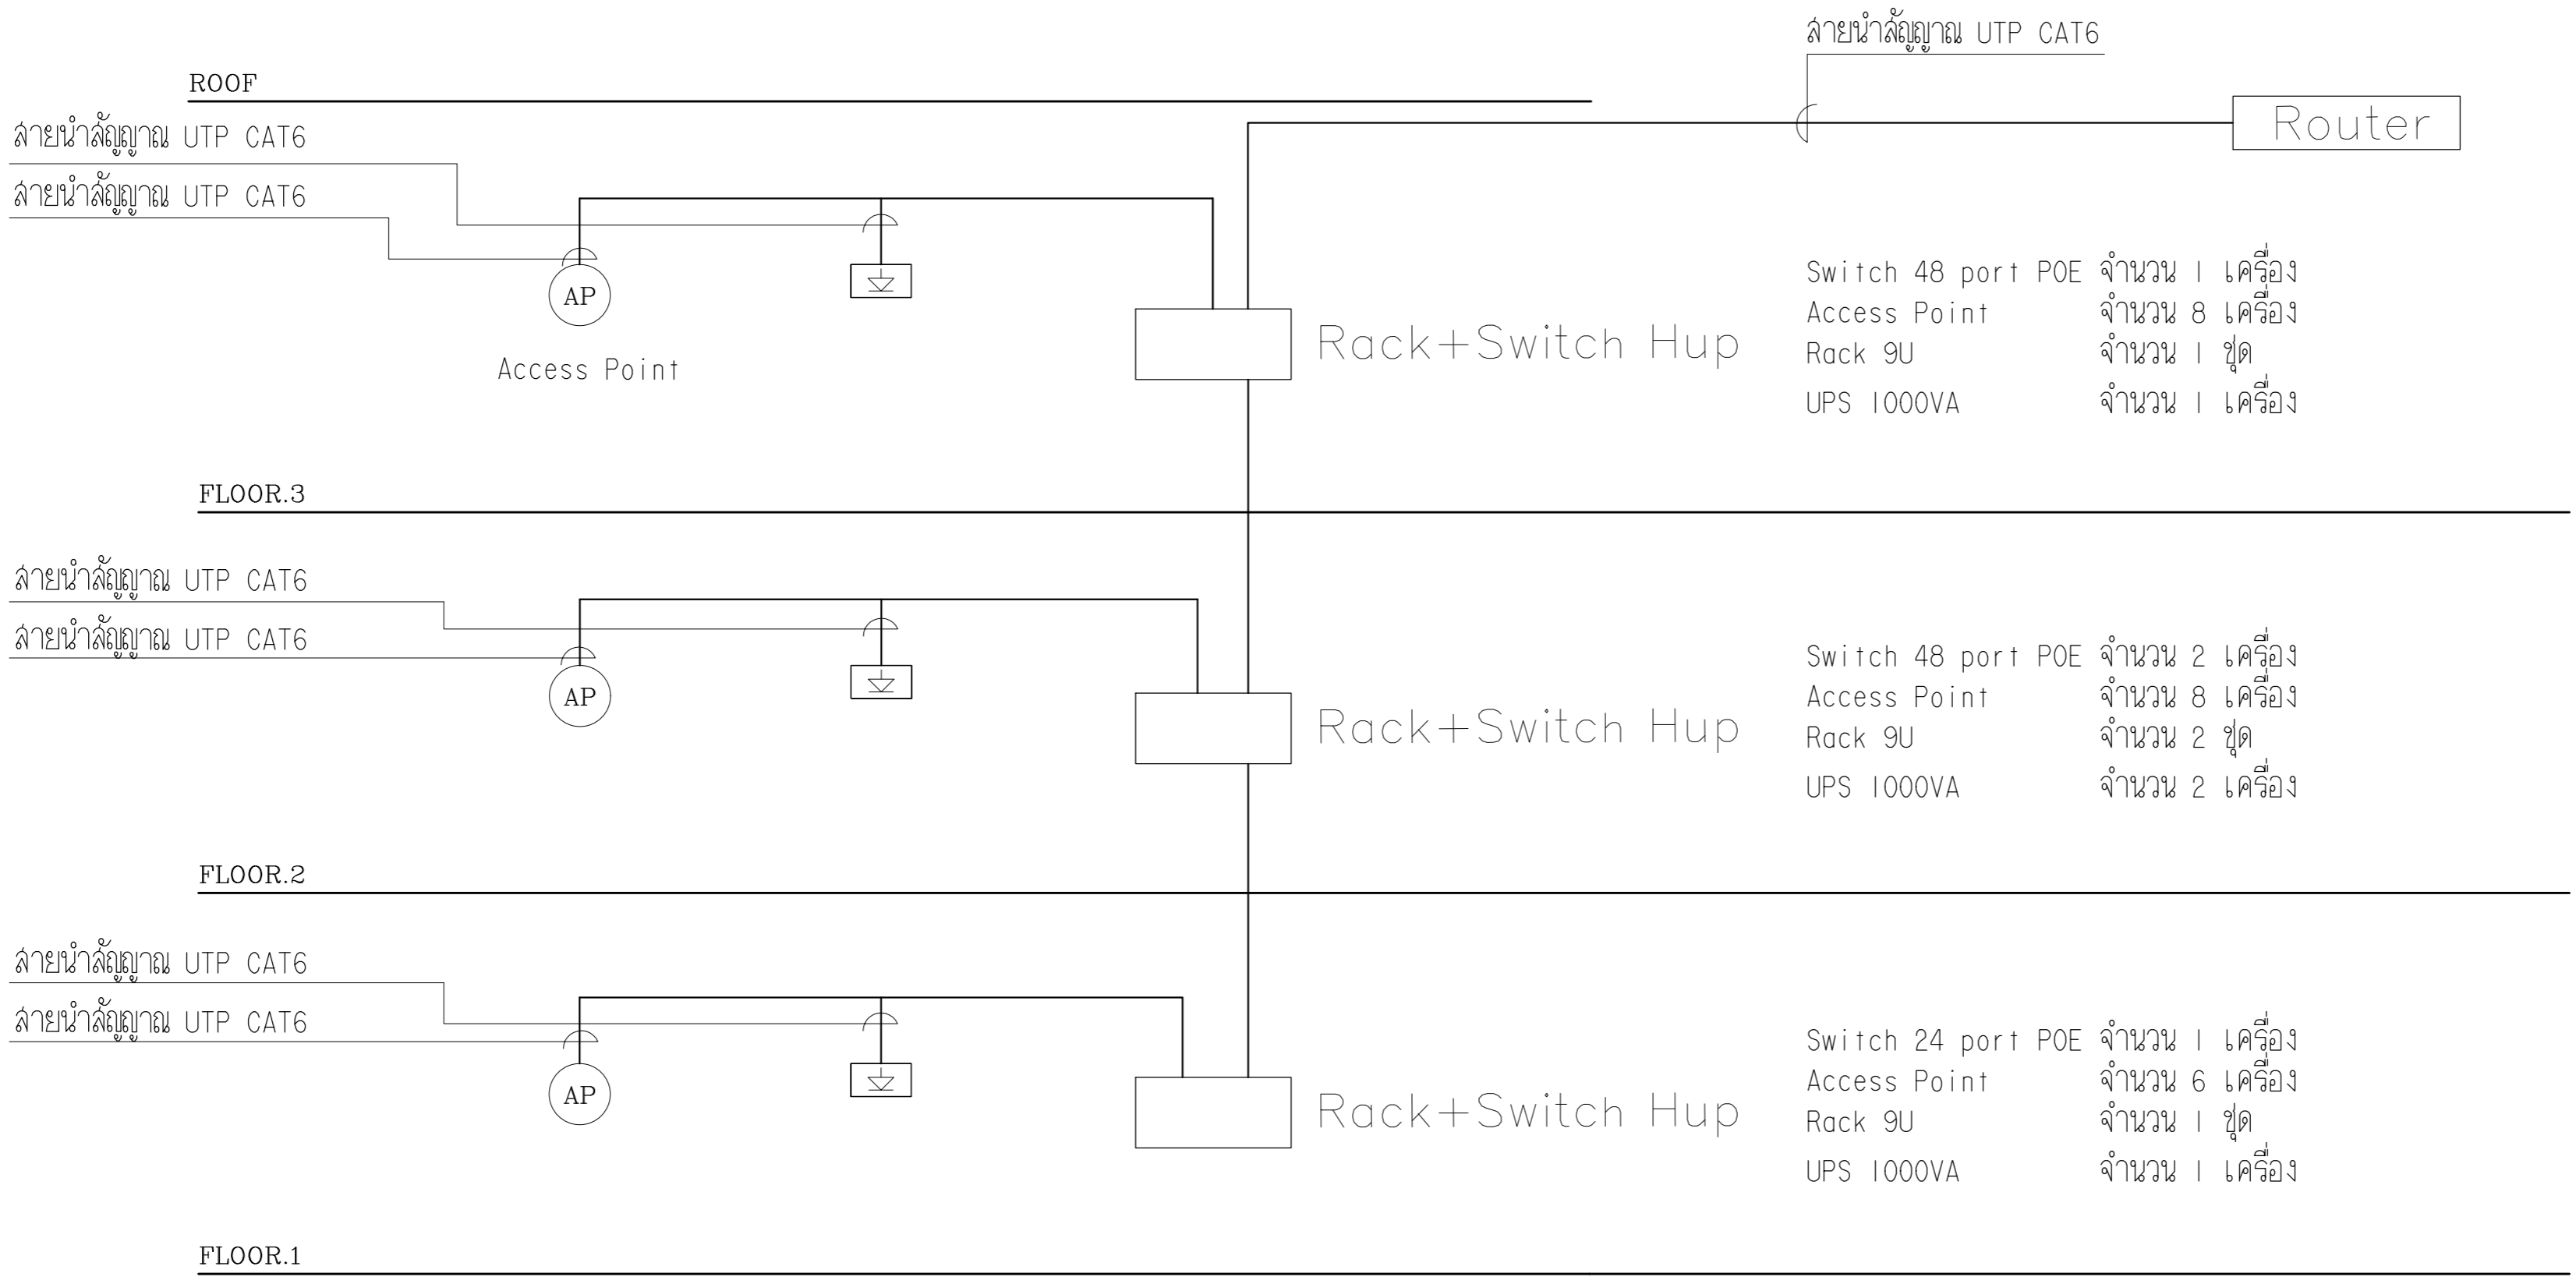 สายนำสัญญาณ UTP CAT6
ROOF
Router
สายนำสัญญาณ UTP CAT6
สายนำสัญญาณ UTP CAT6
AP
Access Point
Rack+Switch Hup
Switch 48 port POE จำนวน 1 เครื่อง
Access Point จำนวน 8 เครื่อง
Rack 9U จำนวน 1 ชุด
UPS 1000VA จำนวน 1 เครื่อง
FLOOR.3
สายนำสัญญาณ UTP CAT6
สายนำสัญญาณ UTP CAT6
AP
Rack+Switch Hup
Switch 48 port POE จำนวน 2 เครื่อง
Access Point จำนวน 8 เครื่อง
Rack 9U จำนวน 2 ชุด
UPS 1000VA จำนวน 2 เครื่อง
FLOOR.2
สายนำสัญญาณ UTP CAT6
สายนำสัญญาณ UTP CAT6
AP
Rack+Switch Hup
Switch 24 port POE จำนวน 1 เครื่อง
Access Point จำนวน 6 เครื่อง
Rack 9U จำนวน 1 ชุด
UPS 1000VA จำนวน 1 เครื่อง
FLOOR.1